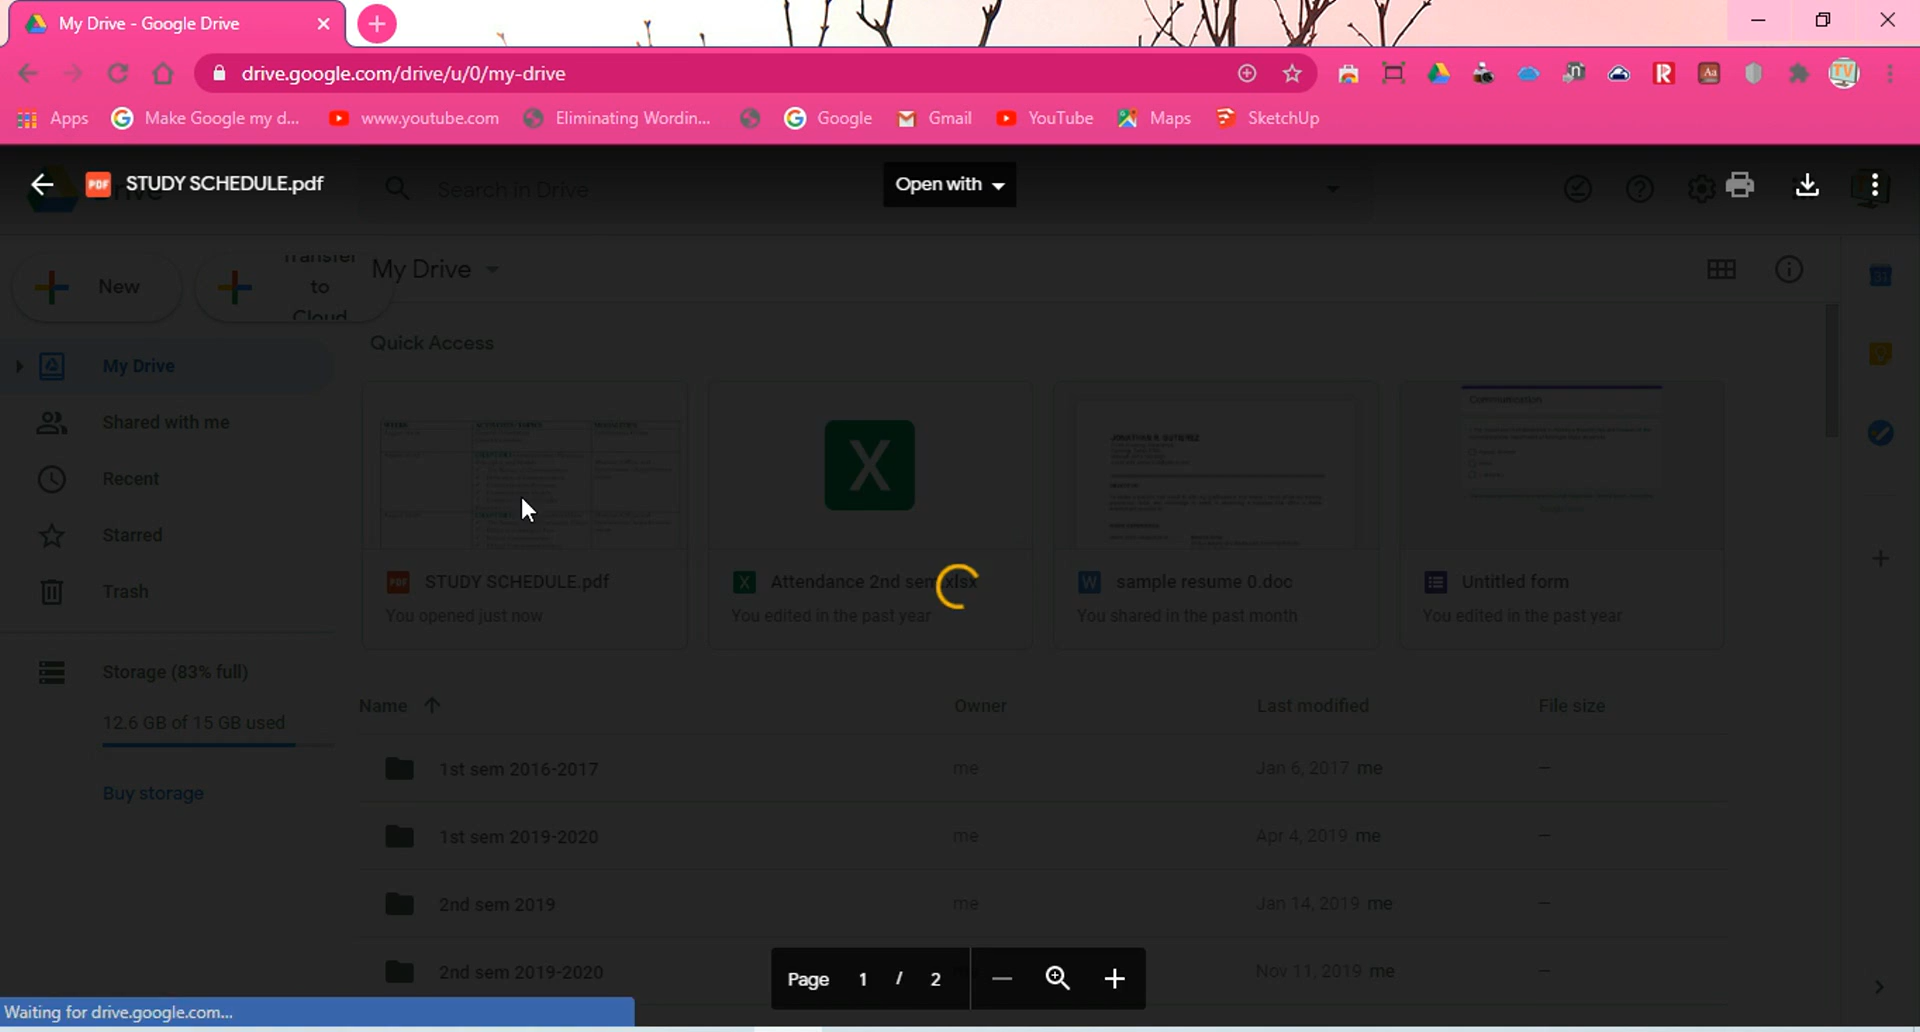 My Drive - Google Drive
drive.google.com/drive/u/0/my-drive
Apps Make Google my d... www.youtube.com Eliminating Wordin... Google Gmail YouTube Maps SketchUp
PDF STUDY SCHEDULE.pdf Open with
Search in Drive
New
Transfer to Cloud
My Drive
Quick Access
My Drive
Shared with me
Recent
Starred
Trash
Storage (83% full)
12.6 GB of 15 GB used
Buy storage
Communication
STUDY SCHEDULE.pdf
You opened just now
X
Attendance 2nd sem.xlsx
You edited in the past year
JONATHAN R. GUTIEREZ
sample resume 0.doc
You shared in the past month
Untitled form
You edited in the past year
Name Owner Last modified File size
1st sem 2016-2017 me Jan 6, 2017 me –
1st sem 2019-2020 me Apr 4, 2019 me –
2nd sem 2019 me Jan 14, 2019 me –
2nd sem 2019-2020 Nov 11, 2019 me –
Page 1 / 2
Waiting for drive.google.com...